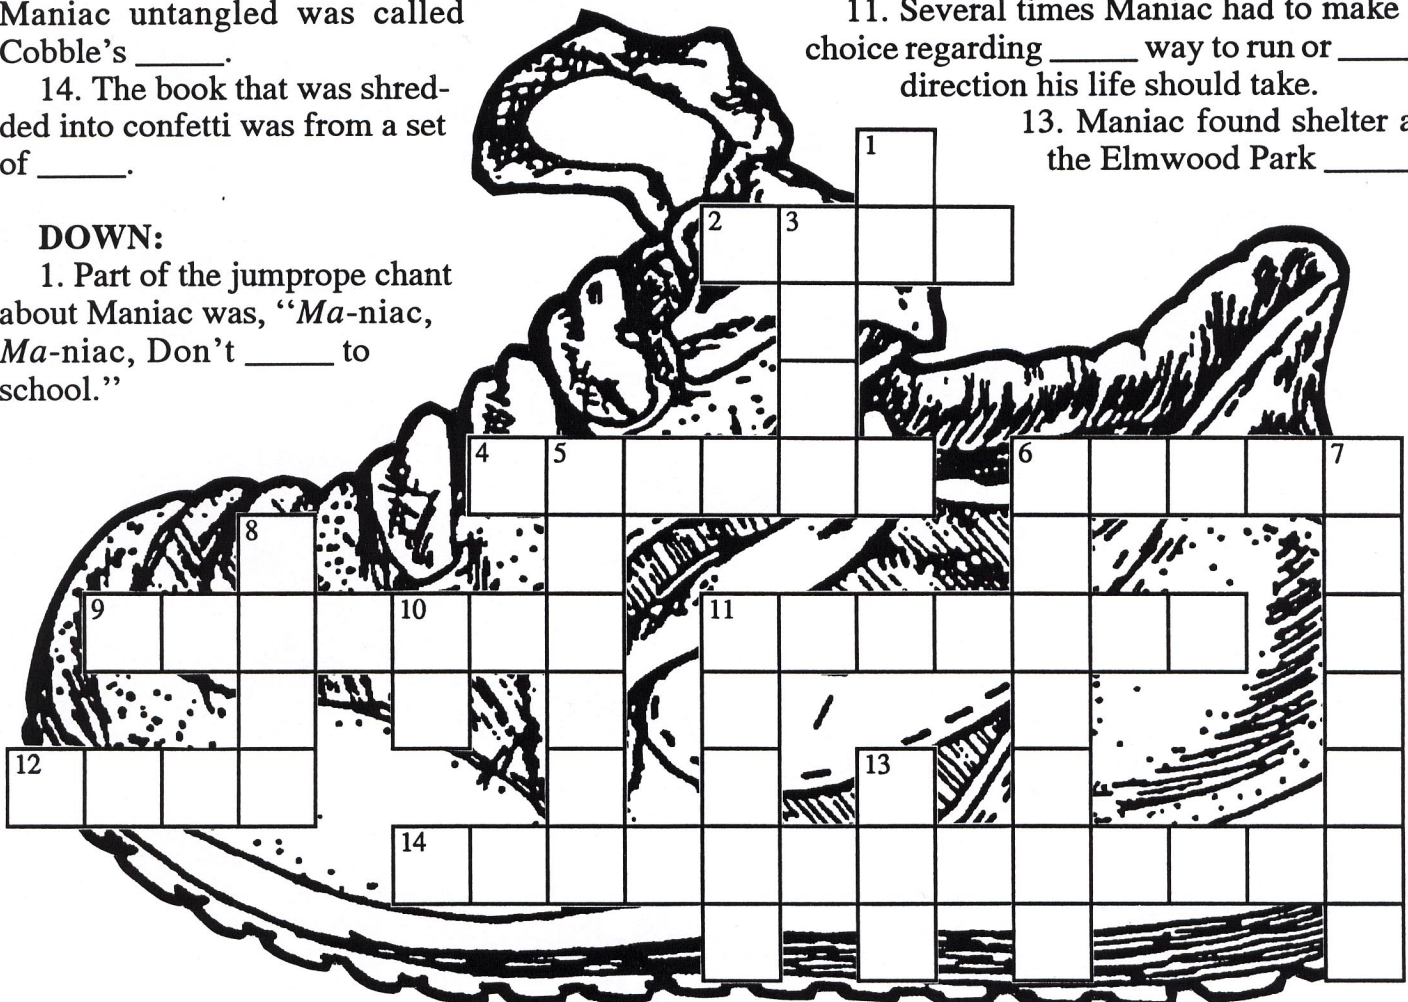 Maniac untangled was called
Cobble's _____.
14. The book that was shred-
ded into confetti was from a set
of _____.
DOWN:
1. Part of the jumprope chant
about Maniac was, “Ma-niac,
Ma-niac, Don't _____ to
school.”
11. Several times Maniac had to make
choice regarding _____ way to run or ____
direction his life should take.
13. Maniac found shelter a
the Elmwood Park ____
1
2 3
4 5 6 7
8
9 10 11
12 13
14